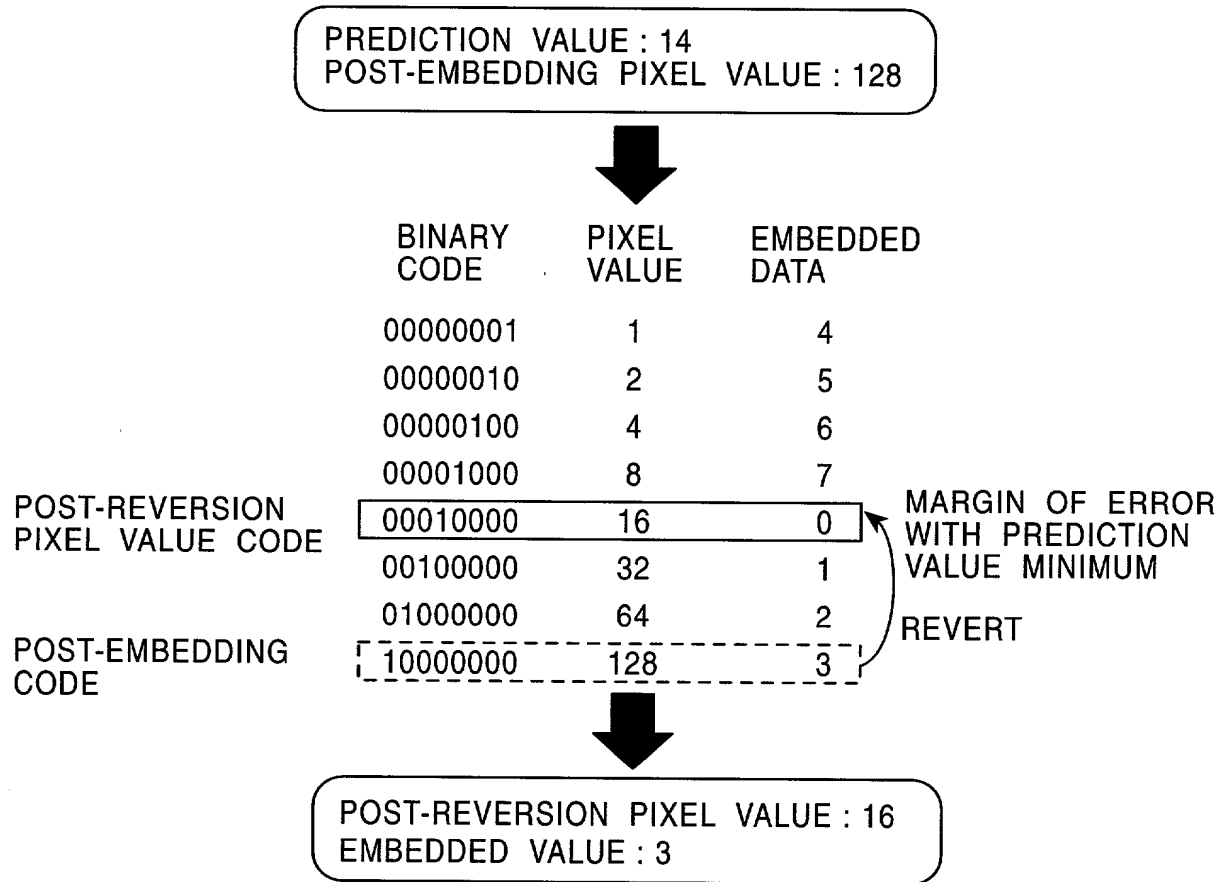 PREDICTION VALUE : 14
POST-EMBEDDING PIXEL VALUE : 128
BINARY CODE PIXEL VALUE EMBEDDED DATA
00000001 1 4
00000010 2 5
00000100 4 6
00001000 8 7
POST-REVERSION PIXEL VALUE CODE
00010000 16 0
MARGIN OF ERROR WITH PREDICTION VALUE MINIMUM
00100000 32 1
01000000 64 2
REVERT
POST-EMBEDDING CODE
10000000 128 3
POST-REVERSION PIXEL VALUE : 16
EMBEDDED VALUE : 3